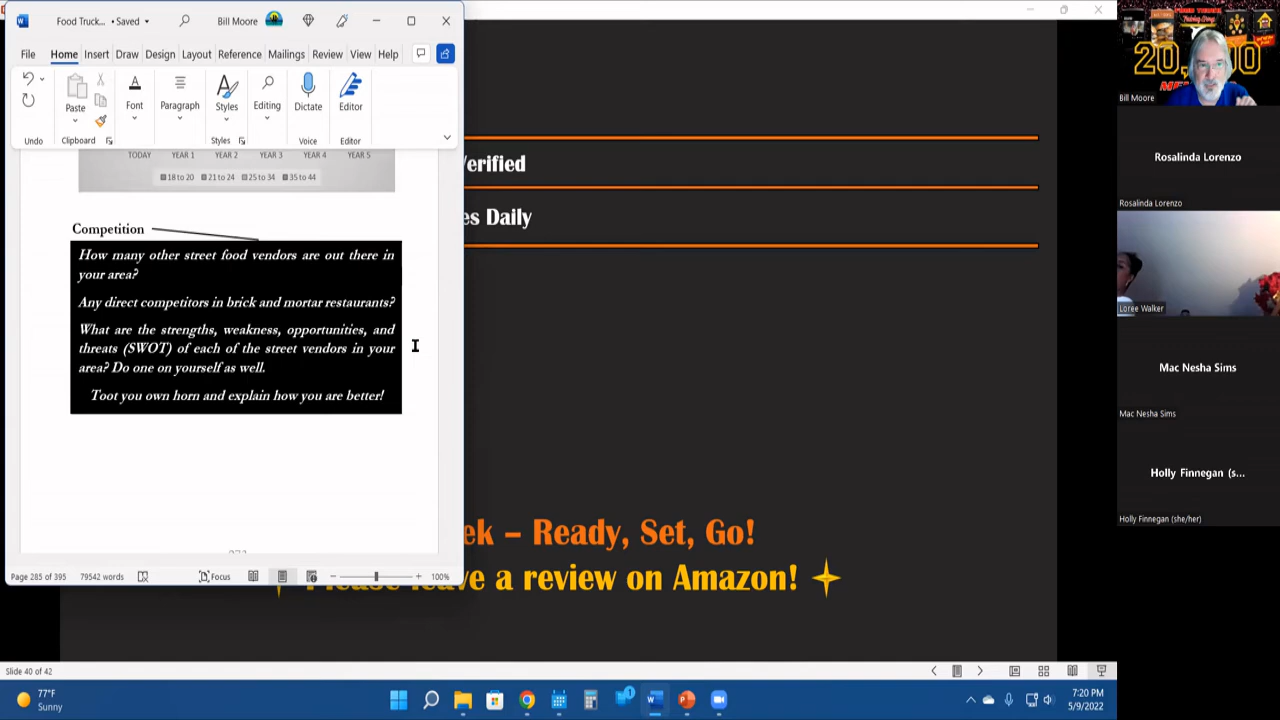 Food Truck... • Saved
Bill Moore
File Home Insert Draw Design Layout Reference Mailings Review View Help
Paste
Font
Paragraph
Styles
Editing
Dictate
Editor
Undo
Clipboard
Styles
Voice
Editor
TODAY YEAR 1 YEAR 2 YEAR 3 YEAR 4 YEAR 5
18 to 20 21 to 24 25 to 34 35 to 44
Competition
How many other street food vendors are out there in
your area?
Any direct competitors in brick and mortar restaurants?
What are the strengths, weakness, opportunities, and
threats (SWOT) of each of the street vendors in your
area? Do one on yourself as well.
Toot you own horn and explain how you are better!
Page 285 of 395 79542 words Focus 100%
erified
es Daily
ek – Ready, Set, Go!
leave a review on Amazon!
Slide 40 of 42
77°F
Sunny
1
7:20 PM
5/9/2022
FOOD TRUCK
Training Group
Bill Moore
Rosalinda Lorenzo
Rosalinda Lorenzo
Loree Walker
Mac Nesha Sims
Mac Nesha Sims
Holly Finnegan (s...
Holly Finnegan (she/her)